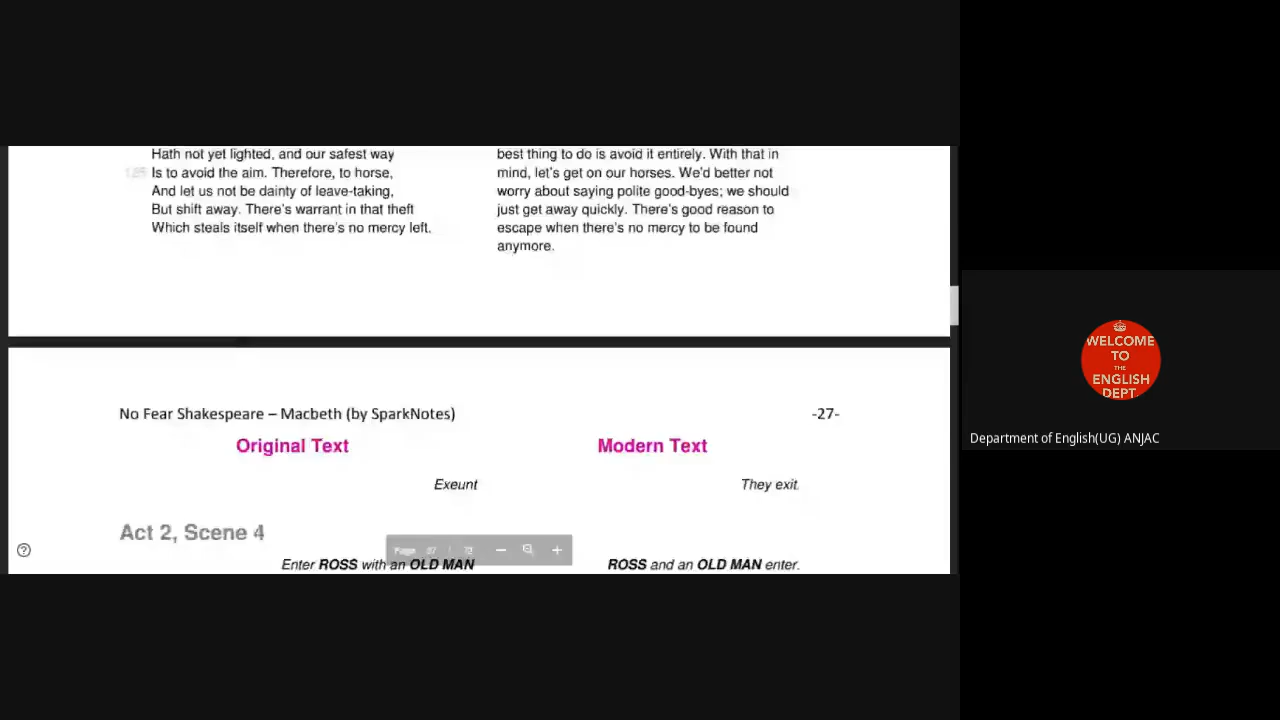 Hath not yet lighted, and our safest way
125 Is to avoid the aim. Therefore, to horse,
And let us not be dainty of leave-taking,
But shift away. There's warrant in that theft
Which steals itself when there's no mercy left.
best thing to do is avoid it entirely. With that in
mind, let's get on our horses. We'd better not
worry about saying polite good-byes; we should
just get away quickly. There's good reason to
escape when there's no mercy to be found
anymore.
No Fear Shakespeare – Macbeth (by SparkNotes) -27-
Original Text Modern Text
Exeunt They exit.
Act 2, Scene 4
Page 27 / 72
Enter ROSS with an OLD MAN ROSS and an OLD MAN enter.
WELCOME
TO
THE
ENGLISH
DEPT.
Department of English(UG) ANJAC